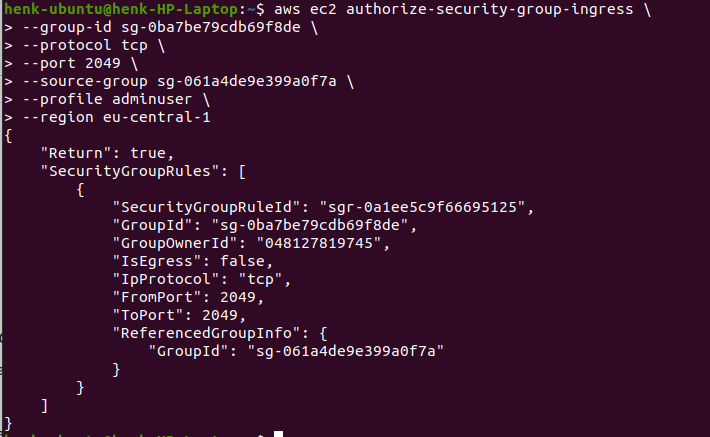 henk-ubuntu@henk-HP-Laptop:~$ aws ec2 authorize-security-group-ingress \
> --group-id sg-0ba7be79cdb69f8de \
> --protocol tcp \
> --port 2049 \
> --source-group sg-061a4de9e399a0f7a \
> --profile adminuser \
> --region eu-central-1
{
    "Return": true,
    "SecurityGroupRules": [
        {
            "SecurityGroupRuleId": "sgr-0a1ee5c9f66695125",
            "GroupId": "sg-0ba7be79cdb69f8de",
            "GroupOwnerId": "048127819745",
            "IsEgress": false,
            "IpProtocol": "tcp",
            "FromPort": 2049,
            "ToPort": 2049,
            "ReferencedGroupInfo": {
                "GroupId": "sg-061a4de9e399a0f7a"
            }
        }
    ]
}